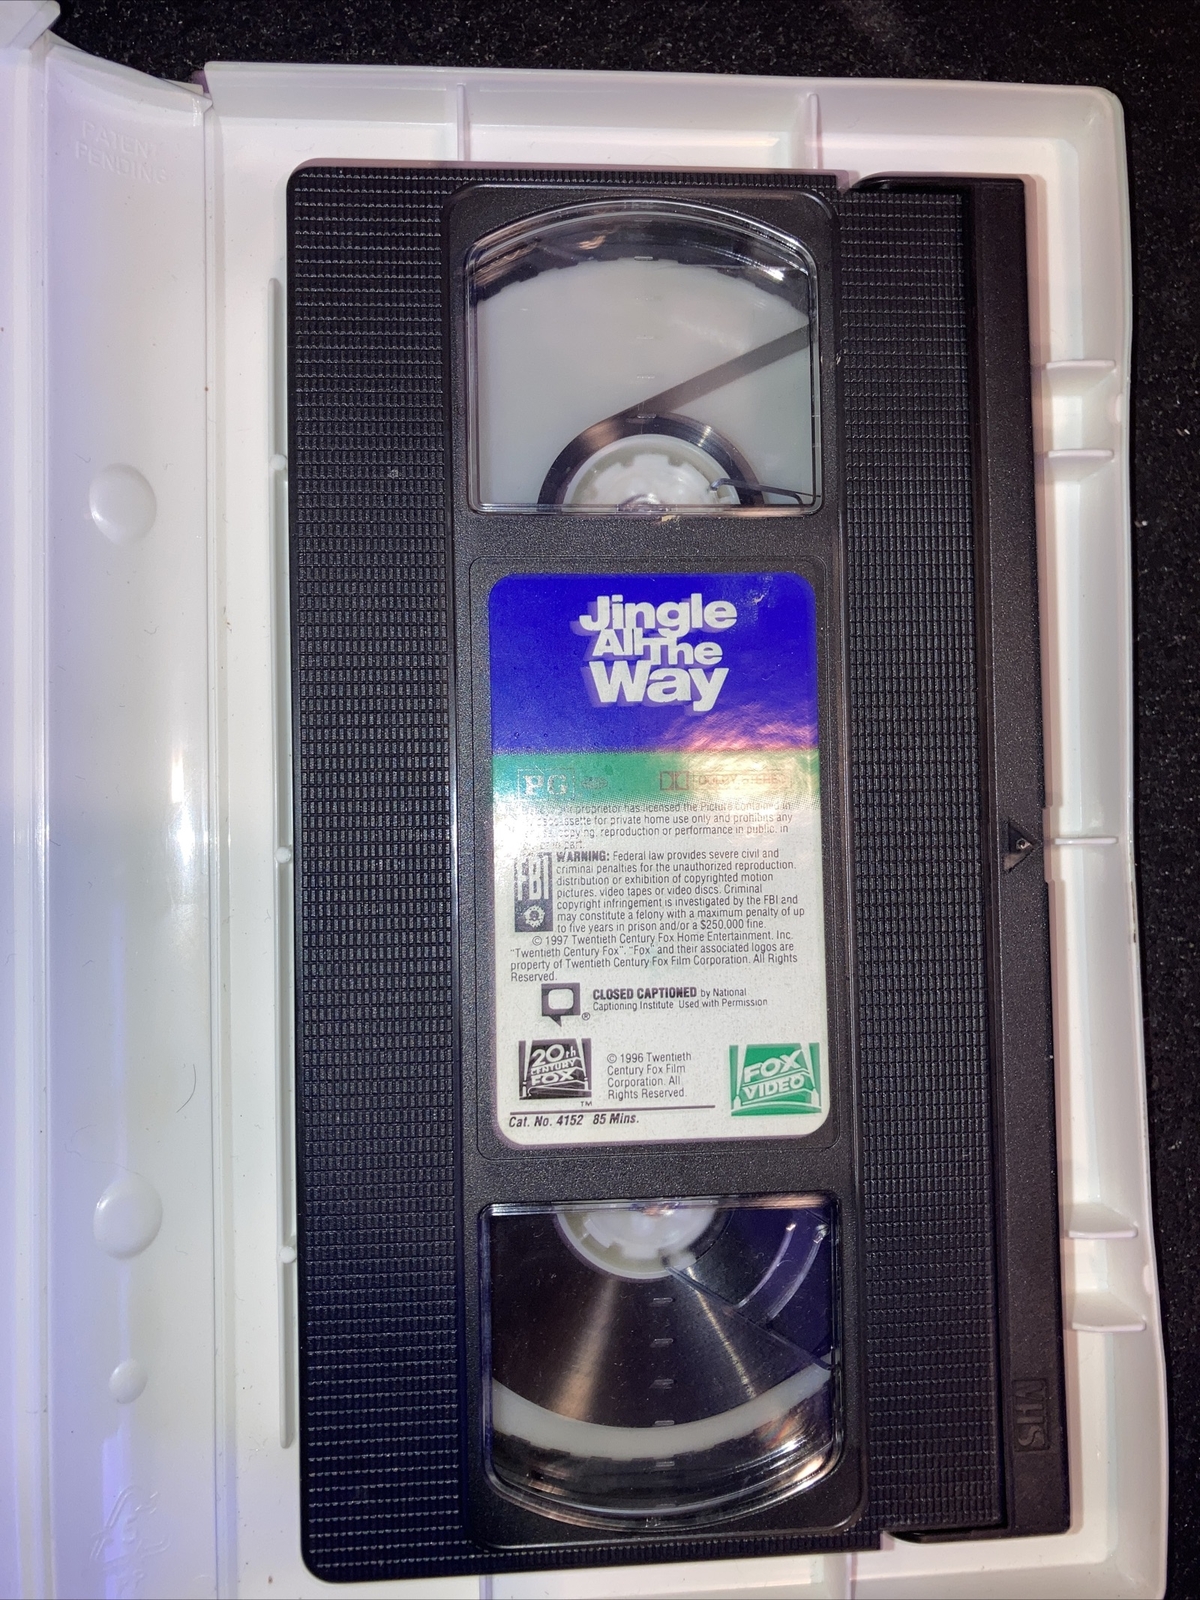 PATENT
PENDING
Jingle
All The
Way
PG
DOLBY STEREO
proprietor has licensed the Picture contained in
cassette for private home use only and prohibits any
copying, reproduction or performance in public, in
part.
FBI
WARNING: Federal law provides severe civil and
criminal penalties for the unauthorized reproduction,
distribution or exhibition of copyrighted motion
pictures, video tapes or video discs. Criminal
copyright infringement is investigated by the FBI and
may constitute a felony with a maximum penalty of up
to five years in prison and/or a $250,000 fine.
© 1997 Twentieth Century Fox Home Entertainment, Inc.
"Twentieth Century Fox", "Fox" and their associated logos are
property of Twentieth Century Fox Film Corporation. All Rights
Reserved.
CLOSED CAPTIONED by National
Captioning Institute Used with Permission
®
20th
CENTURY
FOX
TM
© 1996 Twentieth
Century Fox Film
Corporation. All
Rights Reserved.
FOX
VIDEO
Cat. No. 4152 85 Mins.
VHS